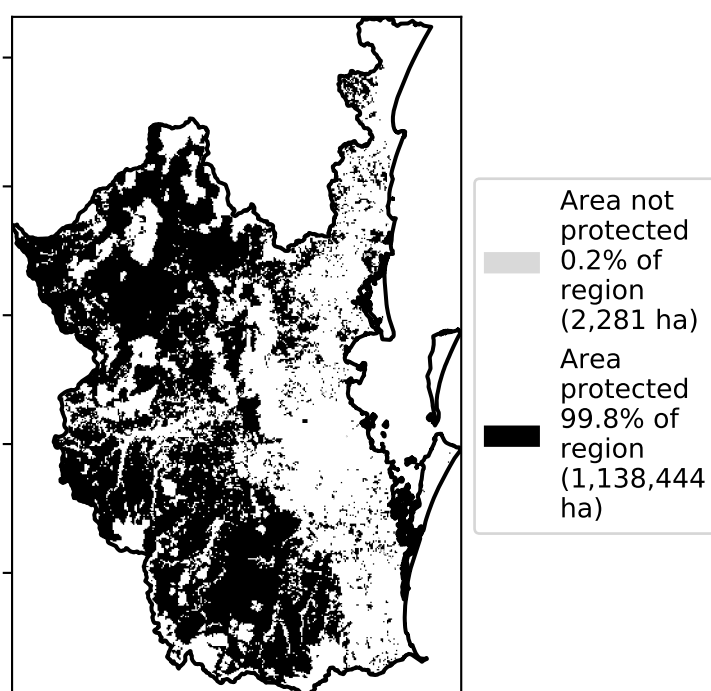 Area not
protected
0.2% of
region
(2,281 ha)
Area
protected
99.8% of
region
(1,138,444
ha)